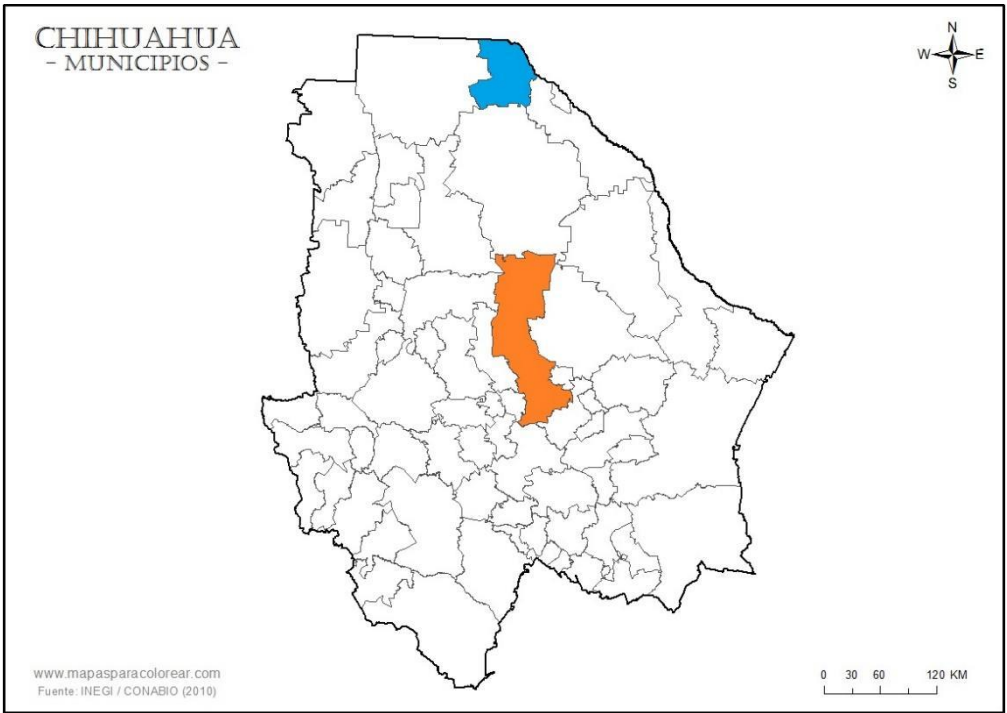 CHIHUAHUA
- MUNICIPIOS -
N
W E
S
www.mapasparacolorear.com
Fuente: INEGI / CONABIO (2010)
0 30 60 120 KM